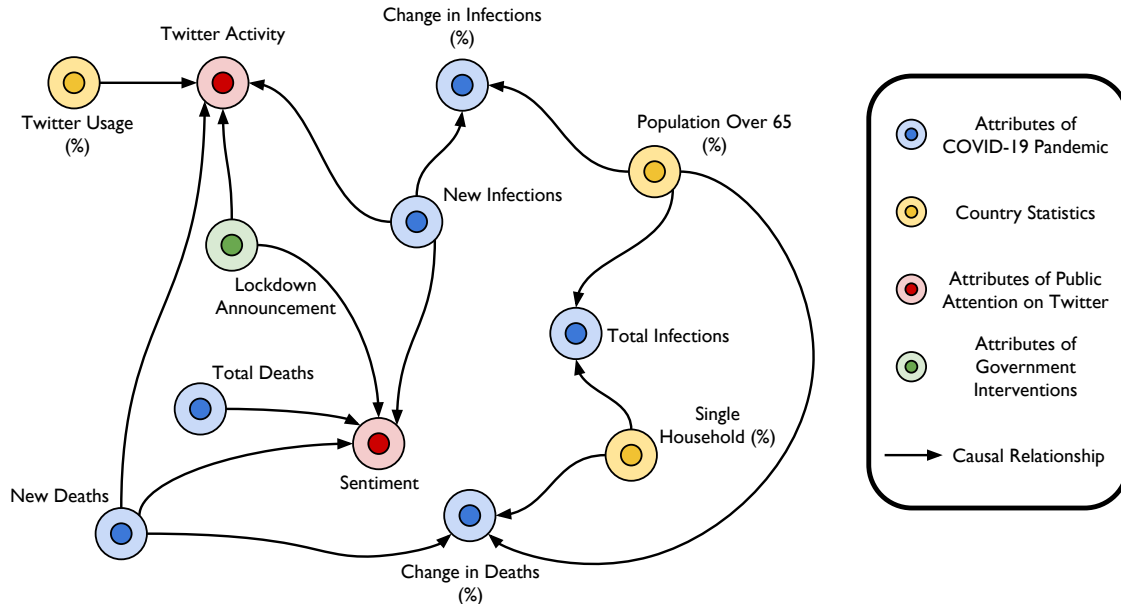 Change in Infections
(%)
Twitter Activity
Twitter Usage
(%)
Population Over 65
(%)
New Infections
Lockdown
Announcement
Total Infections
Total Deaths
Single
Household (%)
Sentiment
New Deaths
Change in Deaths
(%)
Attributes of
COVID-19 Pandemic
Country Statistics
Attributes of Public
Attention on Twitter
Attributes of
Government
Interventions
Causal Relationship